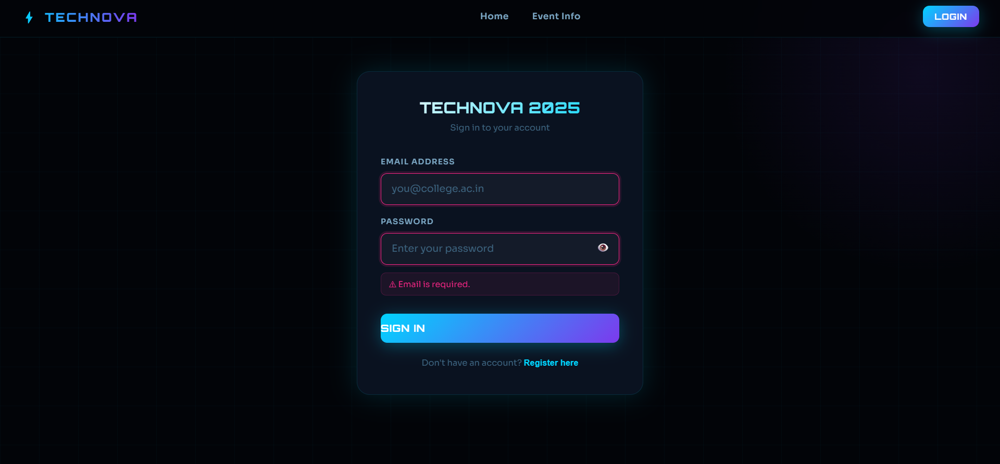 TECHNOVA
Home
Event Info
LOGIN
TECHNOVA 2025
Sign in to your account
EMAIL ADDRESS
you@college.ac.in
PASSWORD
Enter your password
⚠ Email is required.
SIGN IN
Don't have an account? Register here